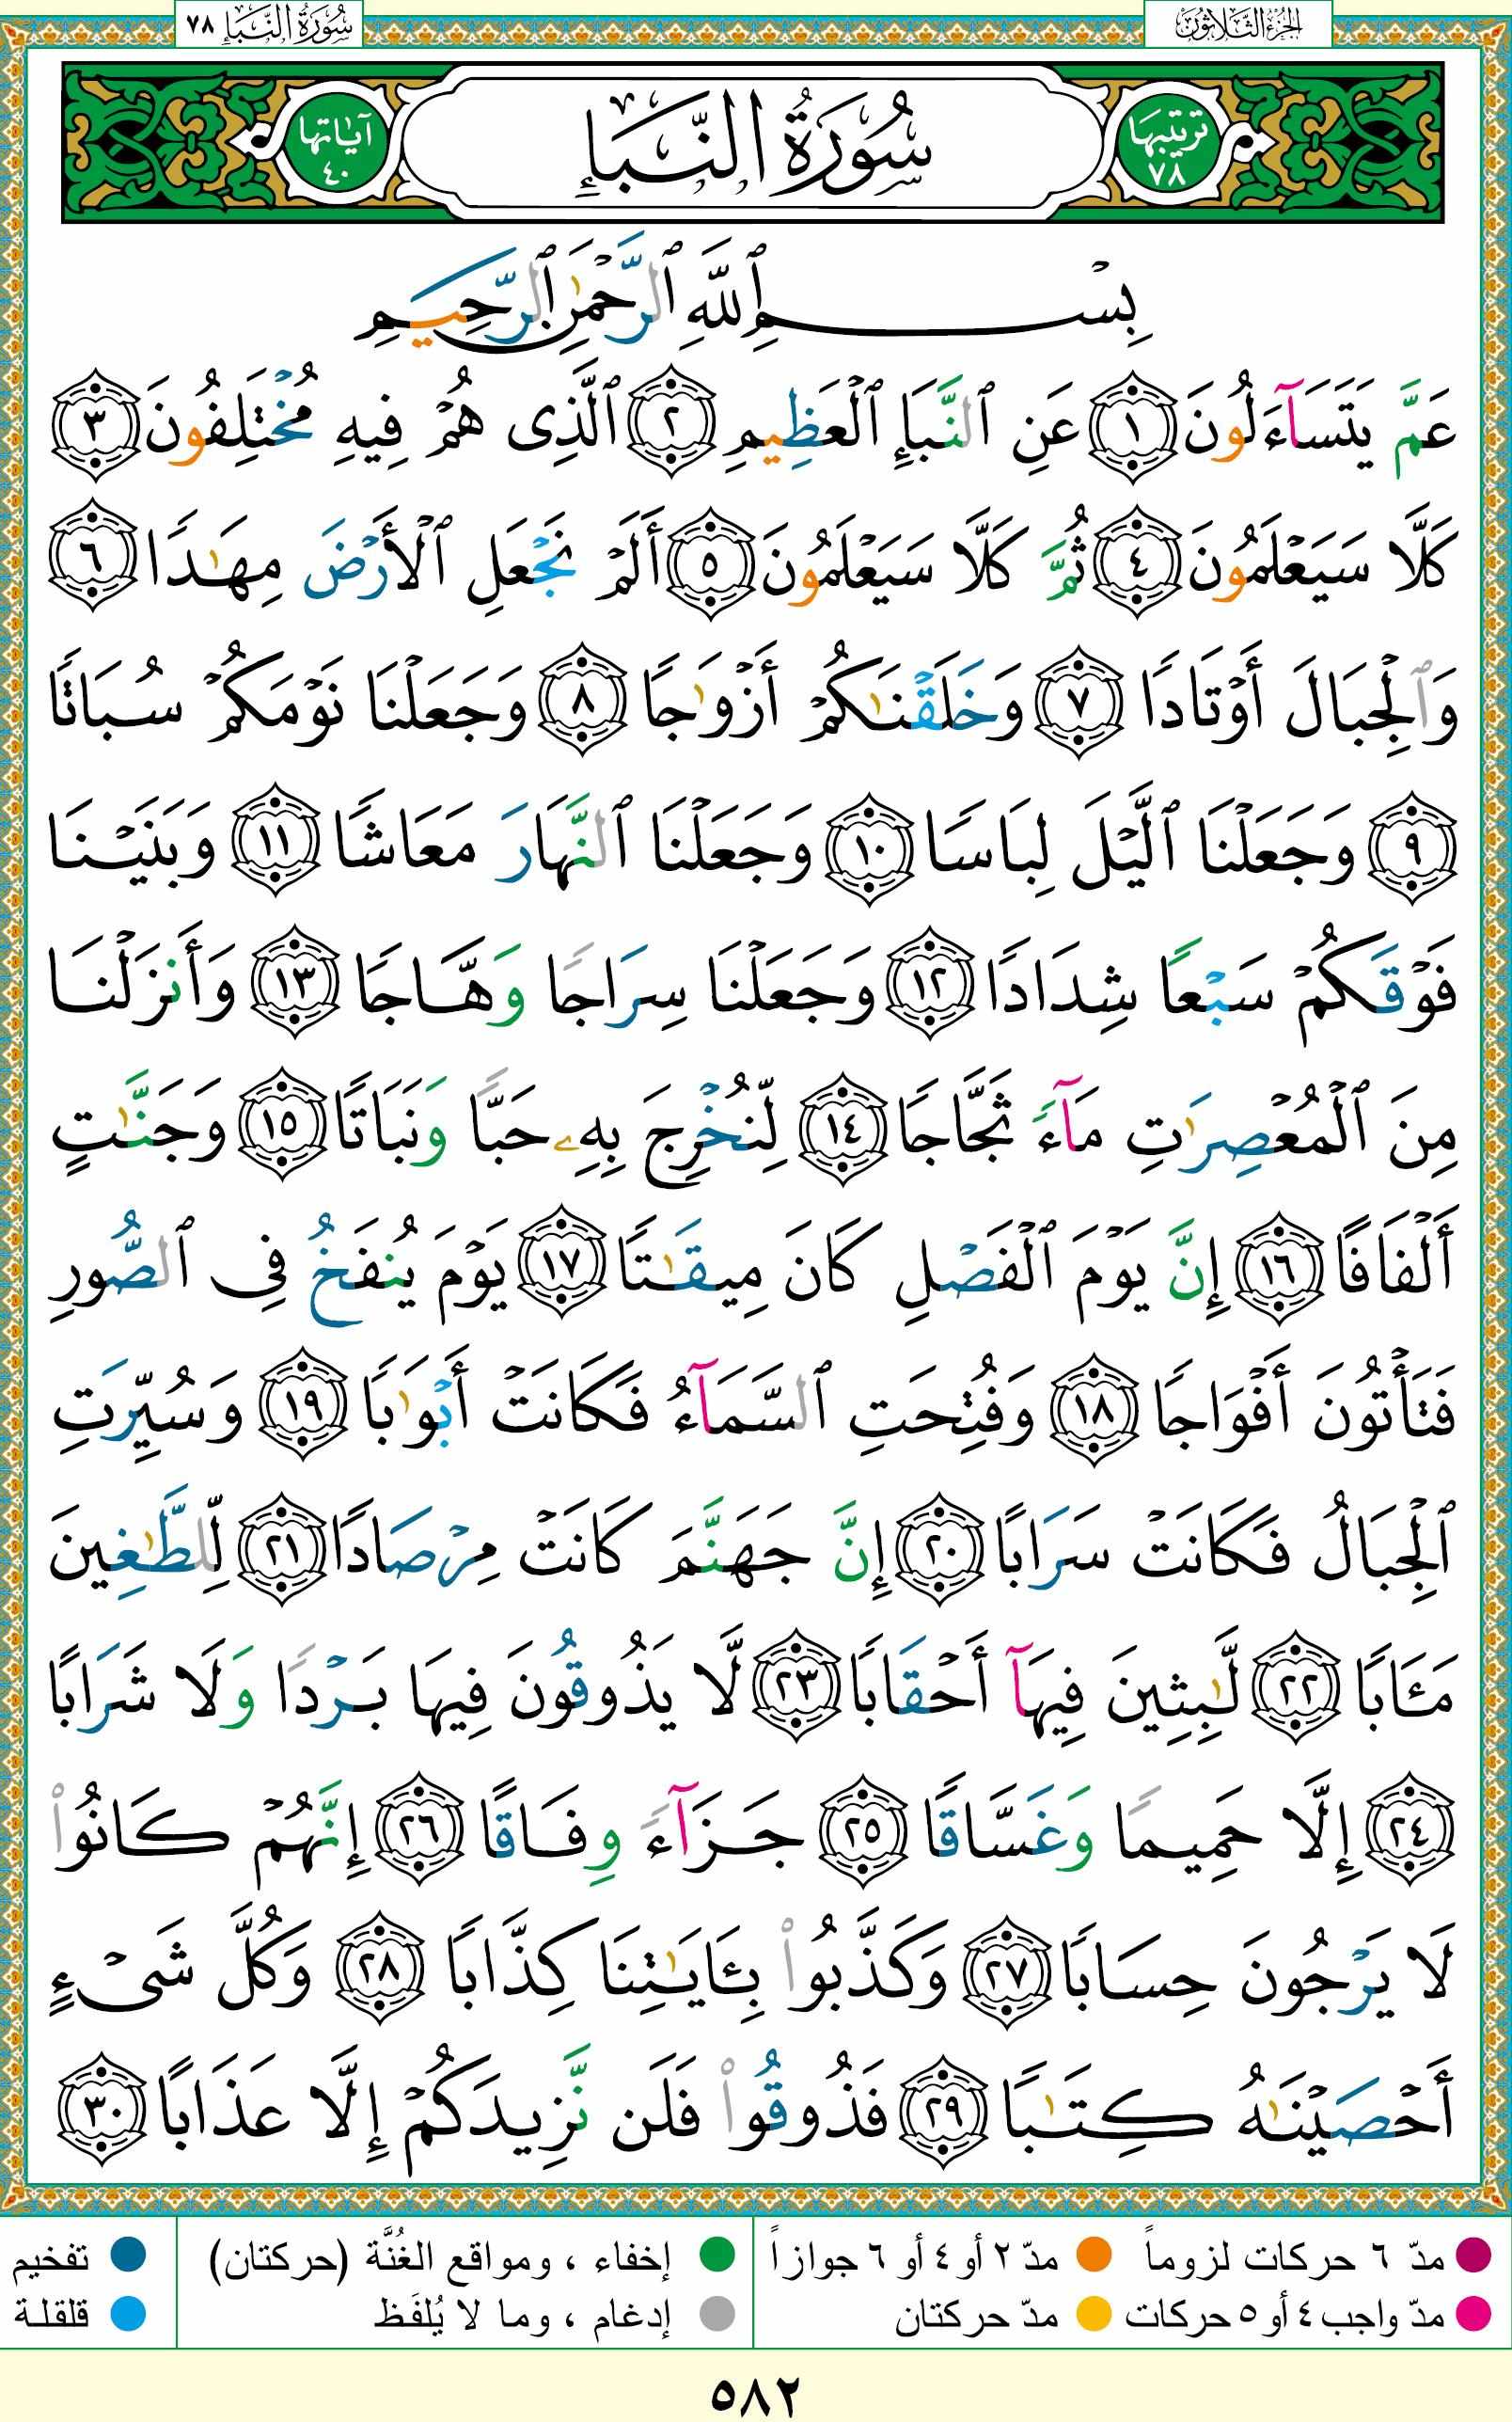 الجزء الثلاثون
سورة النبإ ٧٨
ترتيبها ٧٨
سُورَةُ النَّبَإِ
آياتها ٤٠
بِسْمِ ٱللَّهِ ٱلرَّحْمَٰنِ ٱلرَّحِيمِ
عَمَّ يَتَسَآءَلُونَ ١ عَنِ ٱلنَّبَإِ ٱلْعَظِيمِ ٢ ٱلَّذِى هُمْ فِيهِ مُخْتَلِفُونَ ٣
كَلَّا سَيَعْلَمُونَ ٤ ثُمَّ كَلَّا سَيَعْلَمُونَ ٥ أَلَمْ نَجْعَلِ ٱلْأَرْضَ مِهَٰدًا ٦
وَٱلْجِبَالَ أَوْتَادًا ٧ وَخَلَقْنَٰكُمْ أَزْوَٰجًا ٨ وَجَعَلْنَا نَوْمَكُمْ سُبَاتًا
٩ وَجَعَلْنَا ٱلَّيْلَ لِبَاسًا ١٠ وَجَعَلْنَا ٱلنَّهَارَ مَعَاشًا ١١ وَبَنَيْنَا
فَوْقَكُمْ سَبْعًا شِدَادًا ١٢ وَجَعَلْنَا سِرَاجًا وَهَّاجًا ١٣ وَأَنزَلْنَا
مِنَ ٱلْمُعْصِرَٰتِ مَآءً ثَجَّاجًا ١٤ لِّنُخْرِجَ بِهِۦ حَبًّا وَنَبَاتًا ١٥ وَجَنَّٰتٍ
أَلْفَافًا ١٦ إِنَّ يَوْمَ ٱلْفَصْلِ كَانَ مِيقَٰتًا ١٧ يَوْمَ يُنفَخُ فِى ٱلصُّورِ
فَتَأْتُونَ أَفْوَاجًا ١٨ وَفُتِحَتِ ٱلسَّمَآءُ فَكَانَتْ أَبْوَٰبًا ١٩ وَسُيِّرَتِ
ٱلْجِبَالُ فَكَانَتْ سَرَابًا ٢٠ إِنَّ جَهَنَّمَ كَانَتْ مِرْصَادًا ٢١ لِّلطَّٰغِينَ
مَـَٔابًا ٢٢ لَّٰبِثِينَ فِيهَآ أَحْقَابًا ٢٣ لَّا يَذُوقُونَ فِيهَا بَرْدًا وَلَا شَرَابًا
٢٤ إِلَّا حَمِيمًا وَغَسَّاقًا ٢٥ جَزَآءً وِفَاقًا ٢٦ إِنَّهُمْ كَانُوا۟
لَا يَرْجُونَ حِسَابًا ٢٧ وَكَذَّبُوا۟ بِـَٔايَٰتِنَا كِذَّابًا ٢٨ وَكُلَّ شَىْءٍ
أَحْصَيْنَٰهُ كِتَٰبًا ٢٩ فَذُوقُوا۟ فَلَن نَّزِيدَكُمْ إِلَّا عَذَابًا ٣٠
مدّ ٦ حركات لزوماً مدّ ٢ أو ٤ أو ٦ جوازاً إخفاء ، ومواقع الغُنَّة (حركتان) تفخيم
مدّ واجب ٤ أو ٥ حركات مدّ حركتان إدغام ، وما لا يُلفَظ قلقلة
٥٨٢